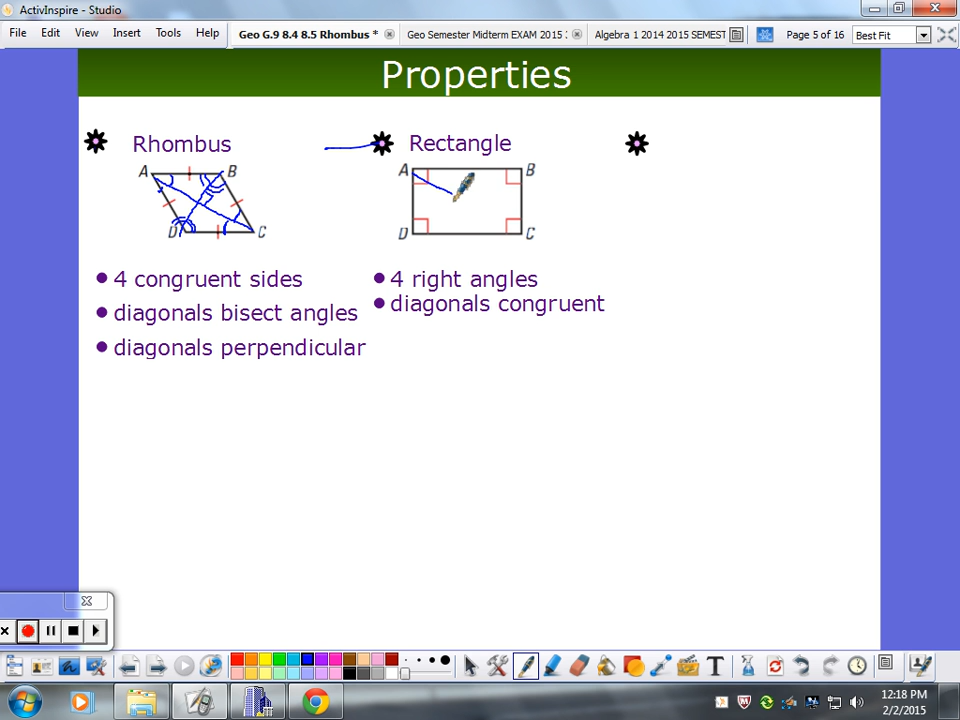 ActivInspire - Studio
File Edit View Insert Tools Help
Geo G.9 8.4 8.5 Rhombus *
Geo Semester Midterm EXAM 2015
Algebra 1 2014 2015 SEMEST
Page 5 of 16
Best Fit
Properties
Rhombus
Rectangle
A B
D C
A B
D C
• 4 congruent sides
• diagonals bisect angles
• diagonals perpendicular
• 4 right angles
• diagonals congruent
12:18 PM
2/2/2015